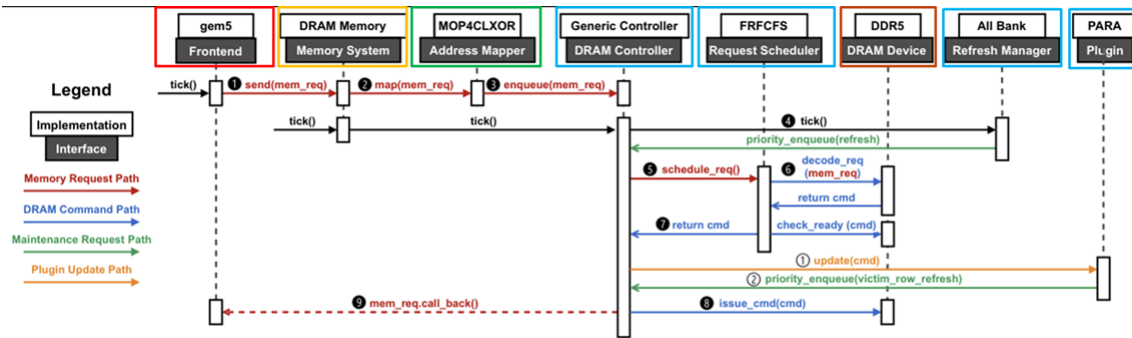 gem5
Frontend
DRAM Memory
Memory System
MOP4CLXOR
Address Mapper
Generic Controller
DRAM Controller
FRFCFS
Request Scheduler
DDR5
DRAM Device
All Bank
Refresh Manager
PARA
Plugin
Legend
Implementation
Interface
Memory Request Path
DRAM Command Path
Maintenance Request Path
Plugin Update Path
tick()
❶ send(mem_req)
❷ map(mem_req)
❸ enqueue(mem_req)
tick()
tick()
❹ tick()
priority_enqueue(refresh)
❺ schedule_req()
❻ decode_req
(mem_req)
return cmd
❼ return cmd
check_ready (cmd)
① update(cmd)
② priority_enqueue(victim_row_refresh)
❾ mem_req.call_back()
❽ issue_cmd(cmd)